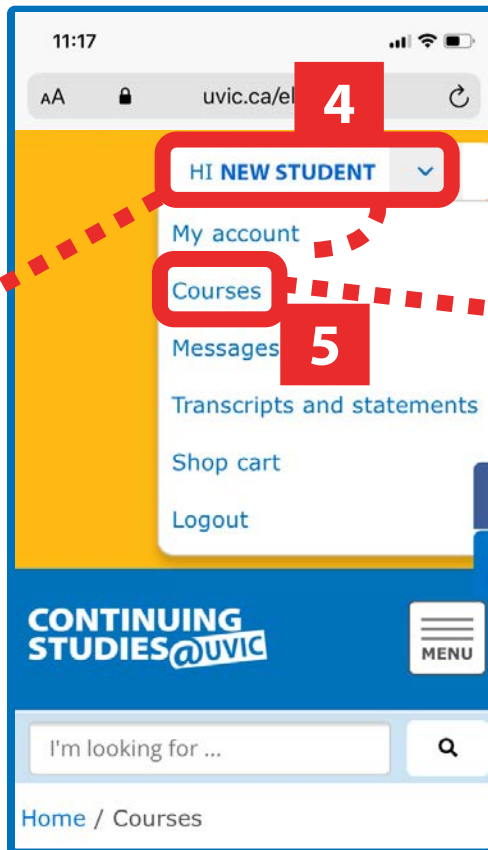 11:17
AA uvic.ca/el
4
HI NEW STUDENT
My account
Courses
Messages
5
Transcripts and statements
Shop cart
Logout
CONTINUING
STUDIES@UVIC
MENU
I'm looking for ...
Home / Courses